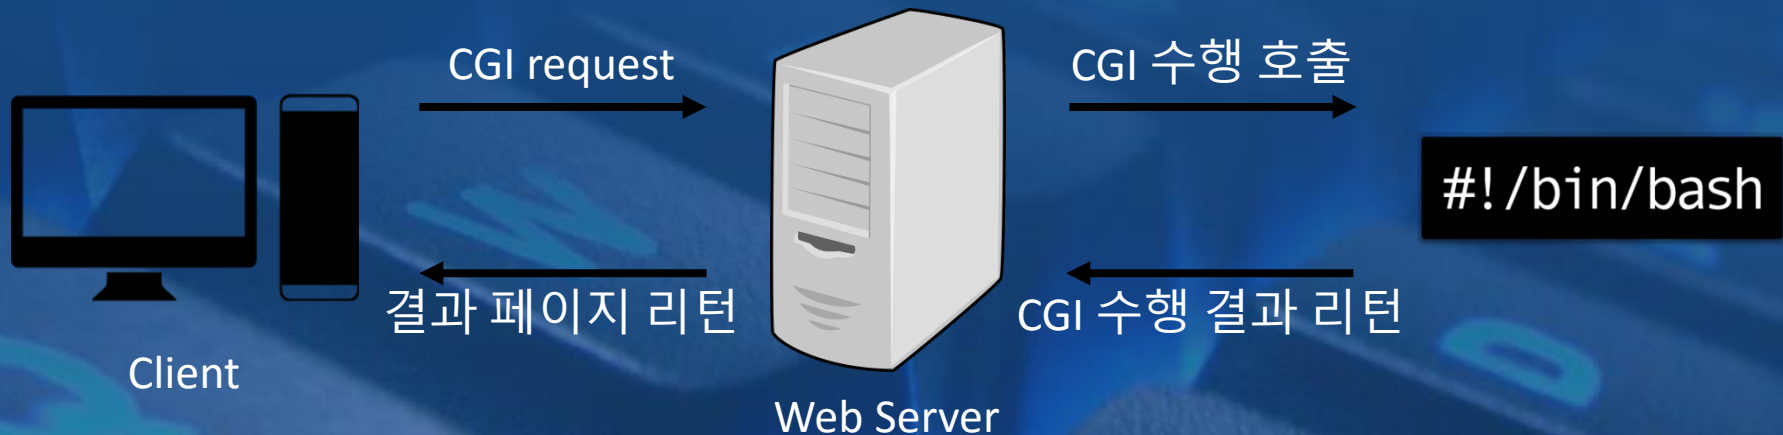 CGI request
CGI 수행 호출
#!/bin/bash
결과 페이지 리턴
CGI 수행 결과 리턴
Client
Web Server